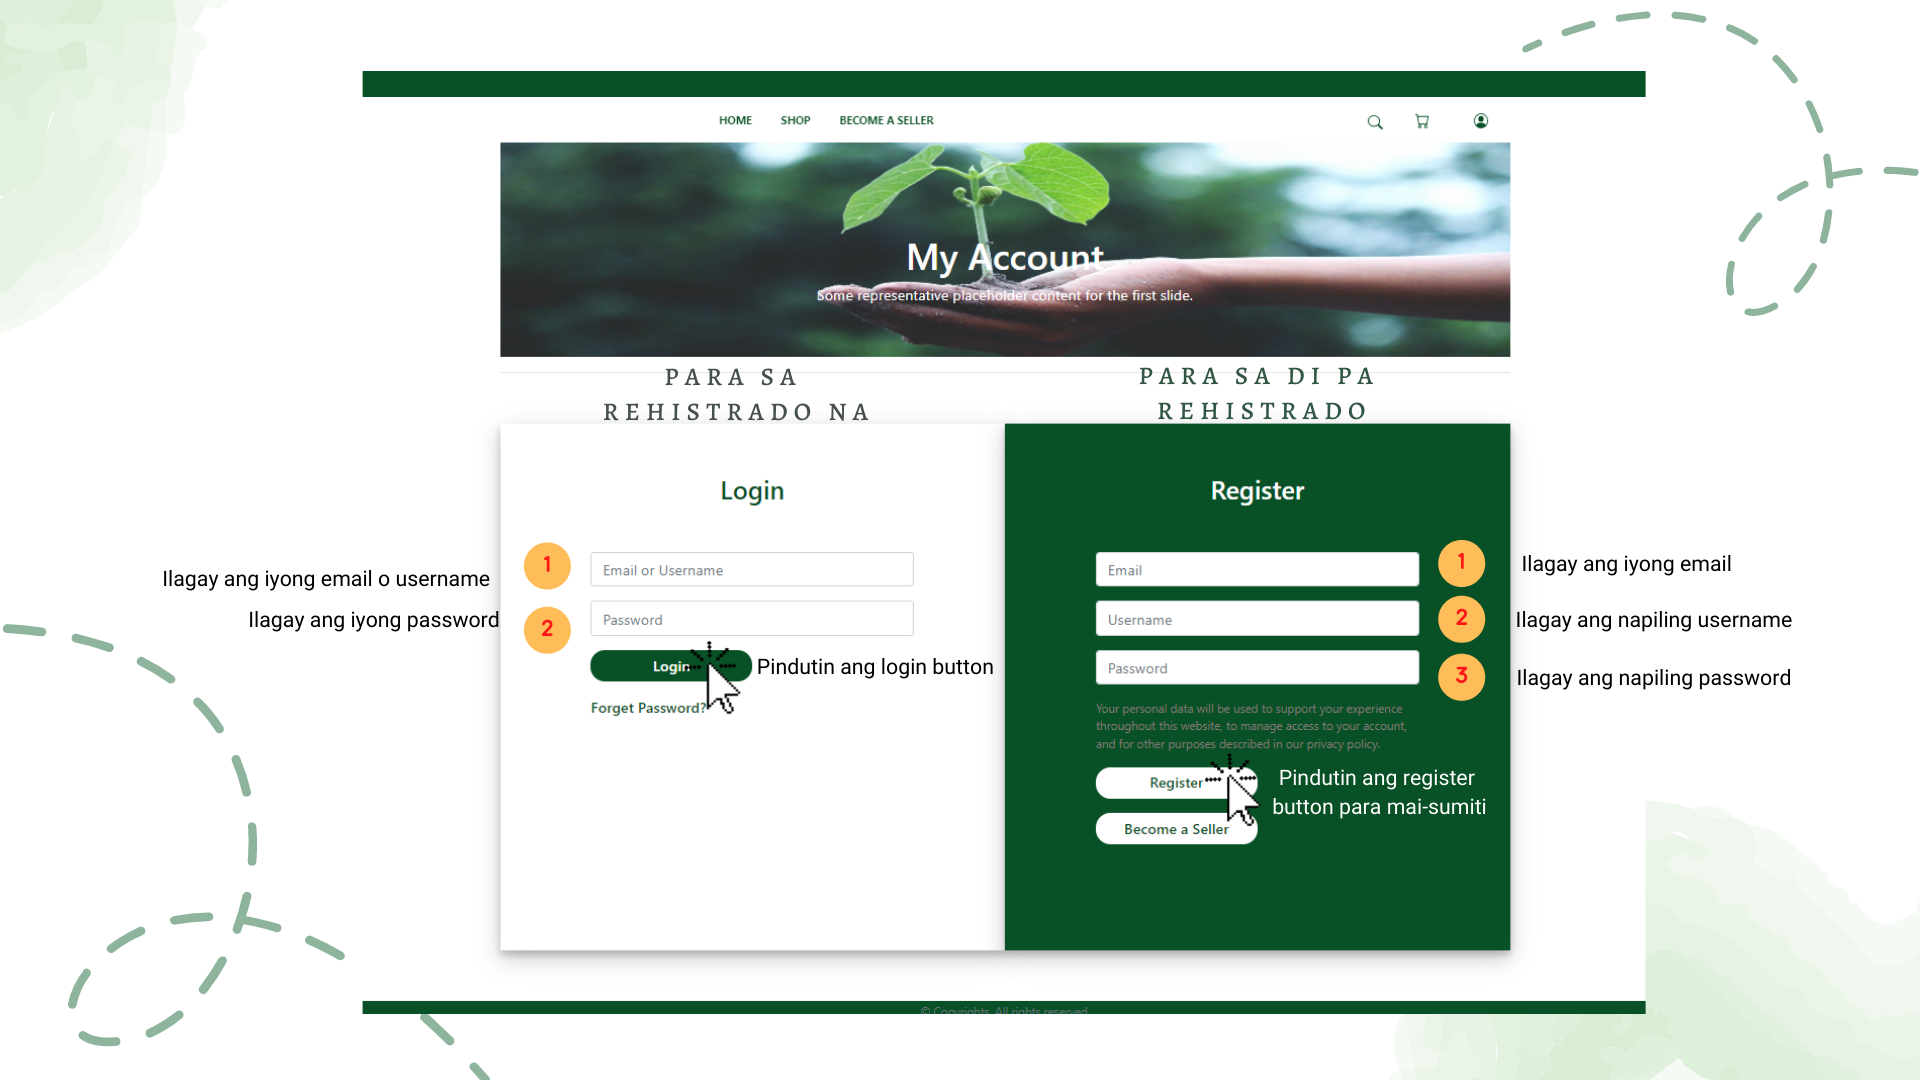 HOME SHOP BECOME A SELLER
My Account
Some representative placeholder content for the first slide.
PARA SA
REHISTRADO NA
PARA SA DI PA
REHISTRADO
Login
1
Ilagay ang iyong email o username
Email or Username
Ilagay ang iyong password
2
Password
Login
Pindutin ang login button
Forget Password?
Register
Email
1
Ilagay ang iyong email
Username
2
Ilagay ang napiling username
Password
3
Ilagay ang napiling password
Your personal data will be used to support your experience
throughout this website, to manage access to your account,
and for other purposes described in our privacy policy.
Register
Pindutin ang register
button para mai-sumiti
Become a Seller
© Copyrights. All rights reserved